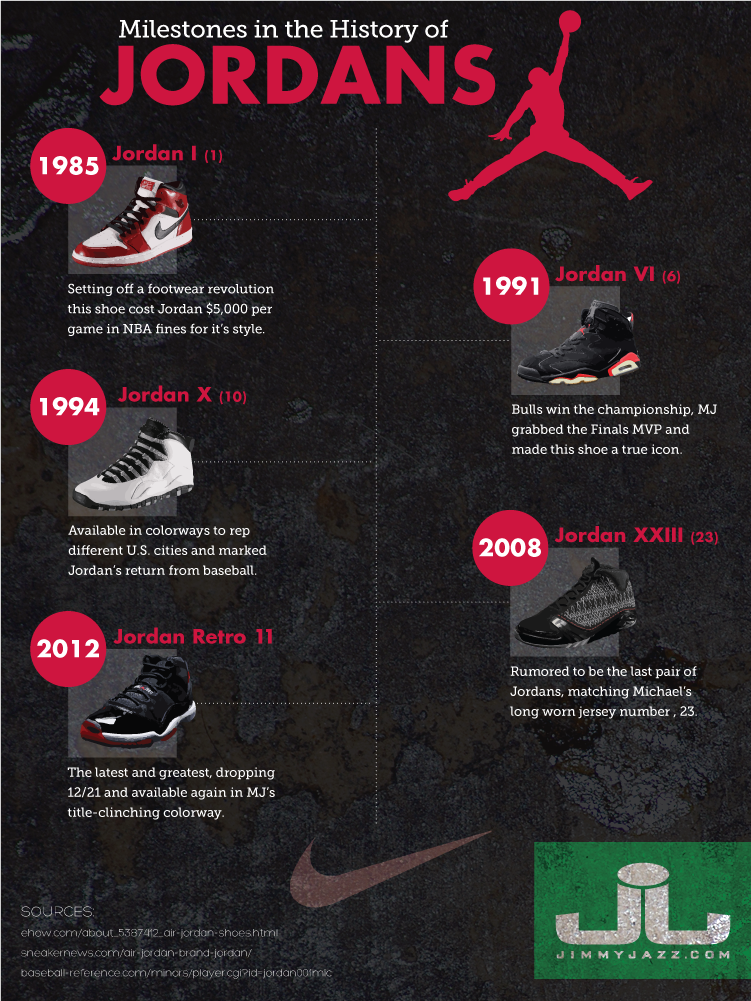 Milestones in the History of
JORDANS
1985
Jordan I (1)
Setting off a footwear revolution
this shoe cost Jordan $5,000 per
game in NBA fines for it's style.
1991
Jordan VI (6)
Bulls win the championship, MJ
grabbed the Finals MVP and
made this shoe a true icon.
1994
Jordan X (10)
Available in colorways to rep
different U.S. cities and marked
Jordan's return from baseball.
2008
Jordan XXIII (23)
Rumored to be the last pair of
Jordans, matching Michael's
long worn jersey number , 23.
2012
Jordan Retro 11
The latest and greatest, dropping
12/21 and available again in MJ's
title-clinching colorway.
SOURCES:
ehow.com/about_5387412_air-jordan-shoes.html
sneakernews.com/air-jordan-brand-jordan/
baseball-reference.com/minors/player.cgi?id=jordan001mic
JJ
JIMMYJAZZ.COM